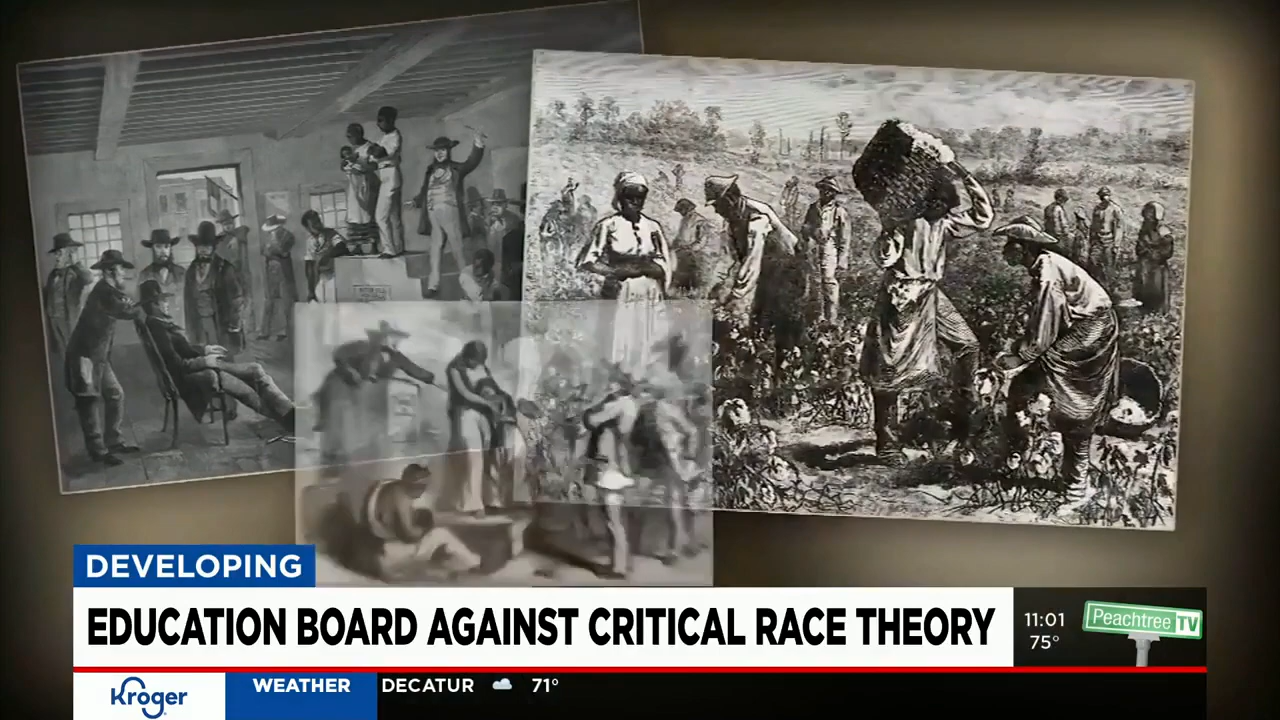 DEVELOPING
EDUCATION BOARD AGAINST CRITICAL RACE THEORY
11:01
75°
Peachtree TV
Kroger
WEATHER
DECATUR
71°